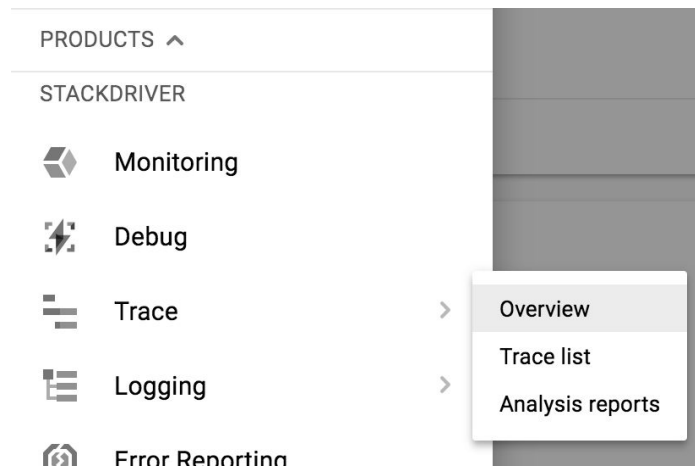 PRODUCTS
STACKDRIVER
Monitoring
Debug
Trace
Logging
Error Reporting
Overview
Trace list
Analysis reports